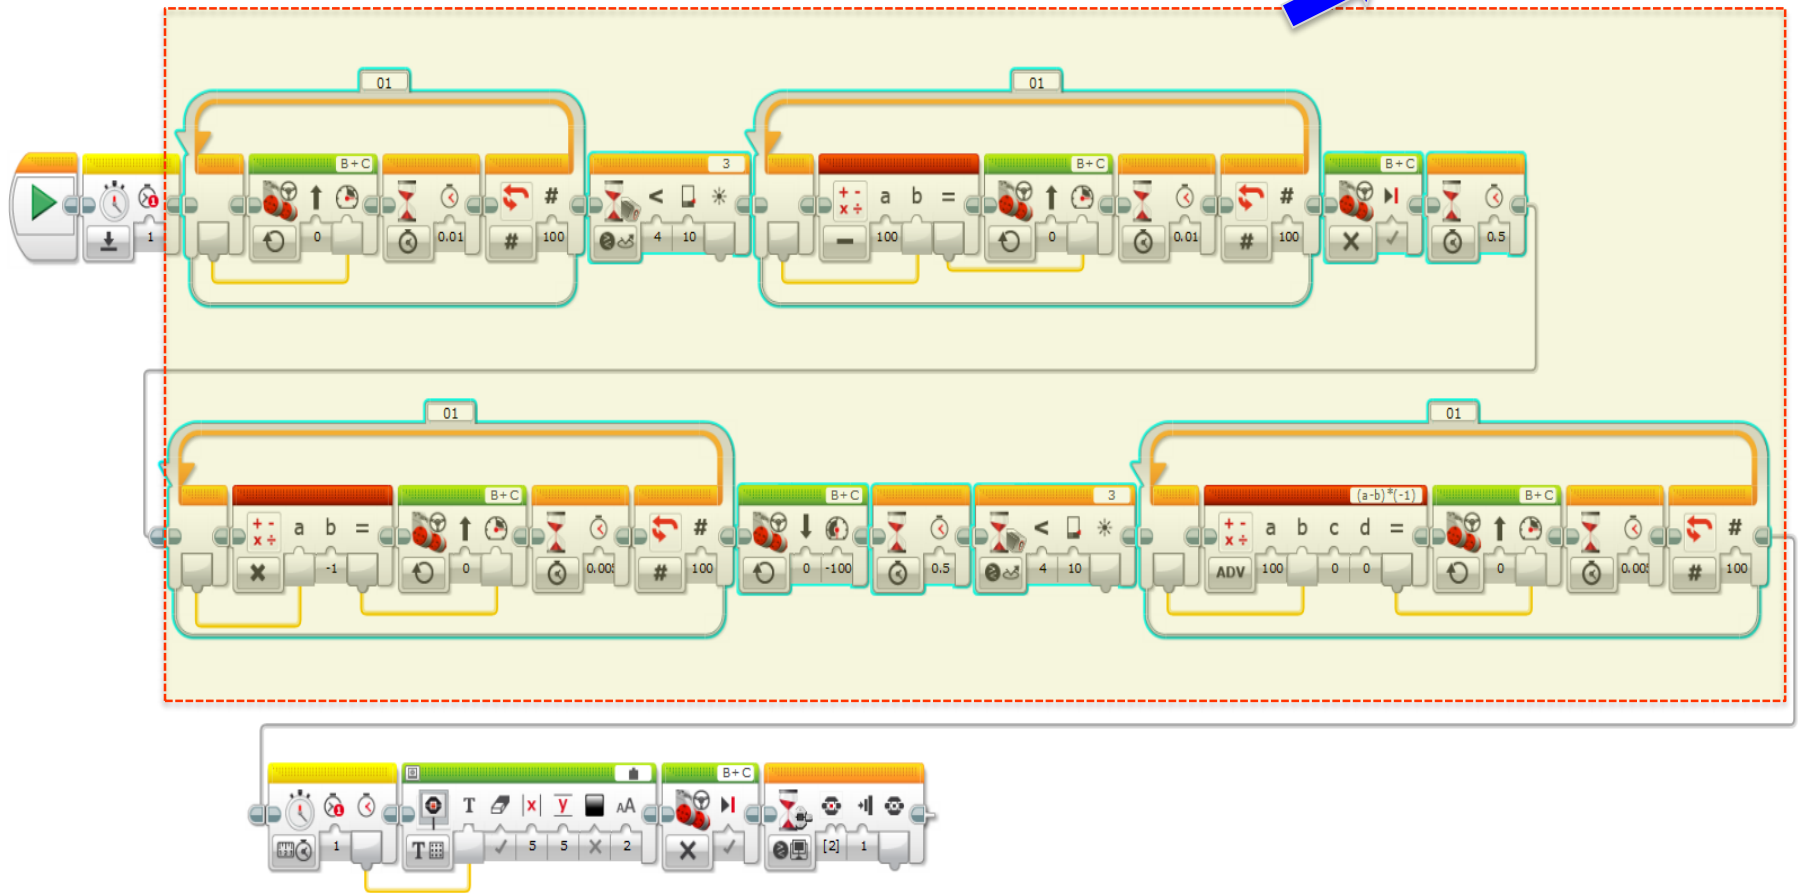 01 01
B+C 3 B+C B+C
# < a b = #
1 0 0.01 # 100 4 10 100 0 0.01 # 100 0.5
01 01
B+C B+C 3 (a-b)*(-1) B+C
a b = # < a b c d = #
-1 0 0.005 # 100 0 -100 0.5 4 10 ADV 100 0 0 0 0.005 # 100
B+C
1 T x y AA
1 T 5 5 2 [2] 1